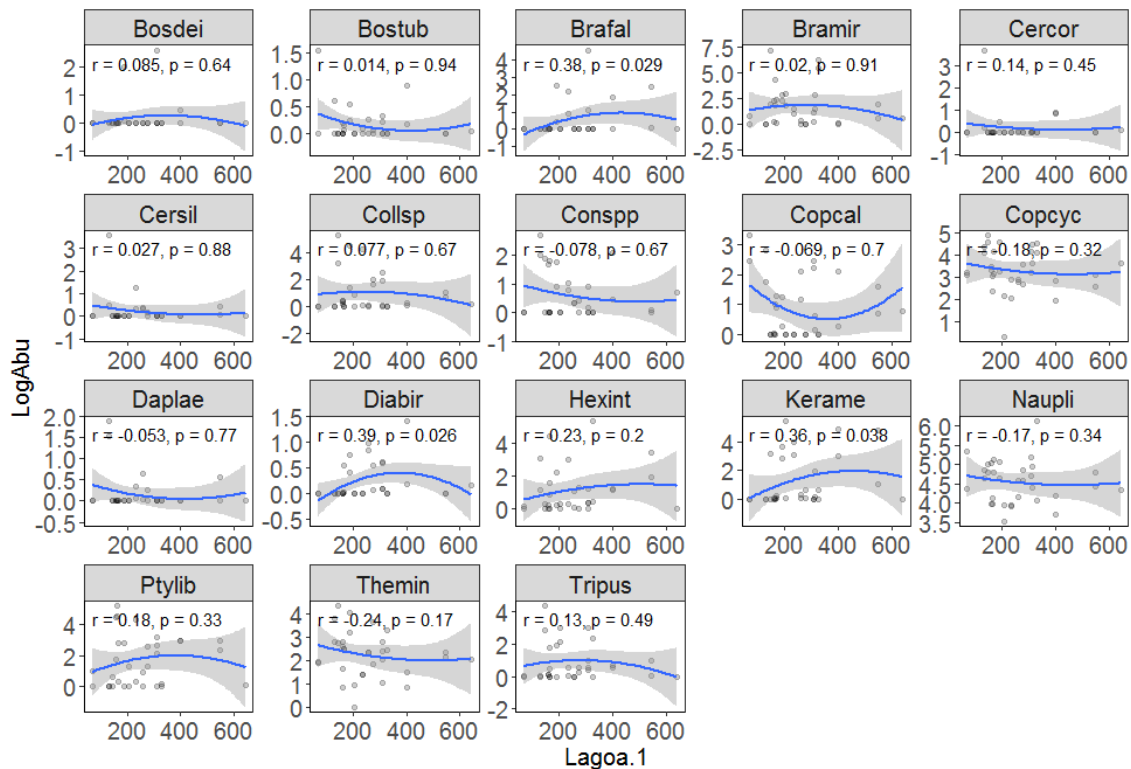 Bosdei Bostub Brafal Bramir Cercor
r = 0.085, p = 0.64 r = 0.014, p = 0.94 r = 0.38, p = 0.029 r = 0.02, p = 0.91 r = 0.14, p = 0.45
2 1 0 -1
1.5 1.0 0.5 0.0
4 3 2 1 0 -1
7.5 5.0 2.5 0.0 -2.5
3 2 1 0 -1
200 400 600 200 400 600 200 400 600 200 400 600 200 400 600
Cersil Collsp Conspp Copcal Copcyc
r = 0.027, p = 0.88 r = 0.077, p = 0.67 r = -0.078, p = 0.67 r = -0.069, p = 0.7 r = -0.18, p = 0.32
3 2 1 0 -1
4 2 0 -2
2 1 0 -1
3 2 1 0
5 4 3 2 1
200 400 600 200 400 600 200 400 600 200 400 600 200 400 600
LogAbu
Daplae Diabir Hexint Kerame Naupli
r = -0.053, p = 0.77 r = 0.39, p = 0.026 r = 0.23, p = 0.2 r = 0.36, p = 0.038 r = -0.17, p = 0.34
2.0 1.5 1.0 0.5 0.0 -0.5
1.5 1.0 0.5 0.0 -0.5
4 2 0
4 2 0
6.0 5.5 5.0 4.5 4.0 3.5
200 400 600 200 400 600 200 400 600 200 400 600 200 400 600
Ptylib Themin Tripus
r = 0.18, p = 0.33 r = -0.24, p = 0.17 r = 0.13, p = 0.49
4 2 0
4 3 2 1 0
4 2 0 -2
200 400 600 200 400 600 200 400 600
Lagoa.1